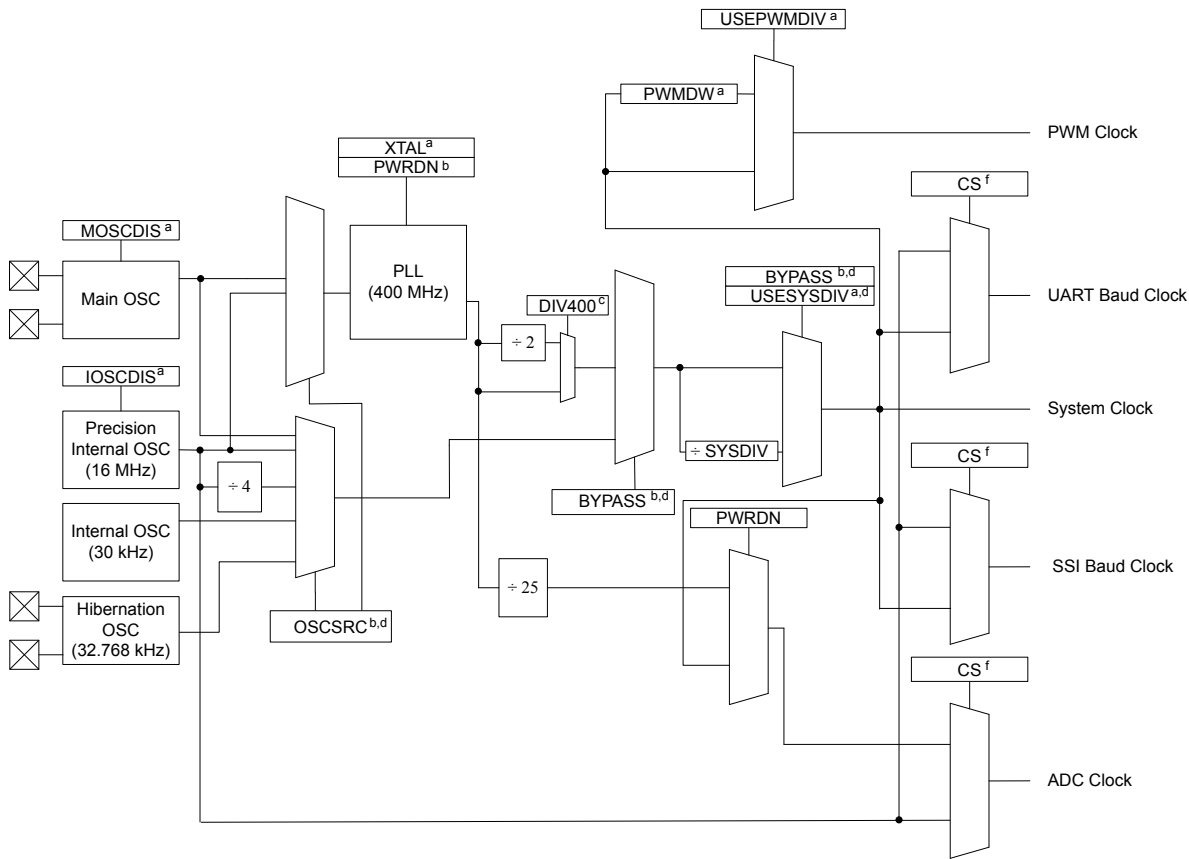 USEPWMDIV a
PWMDW a
PWM Clock
XTAL a
PWRDN b
CS f
MOSCDIS a
Main OSC
PLL
(400 MHz)
BYPASS b,d
USESYSDIV a,d
UART Baud Clock
DIV400 c
÷ 2
IOSCDIS a
Precision
Internal OSC
(16 MHz)
System Clock
÷ SYSDIV
CS f
÷ 4
BYPASS b,d
PWRDN
Internal OSC
(30 kHz)
SSI Baud Clock
÷ 25
Hibernation
OSC
(32.768 kHz)
OSCSRC b,d
CS f
ADC Clock